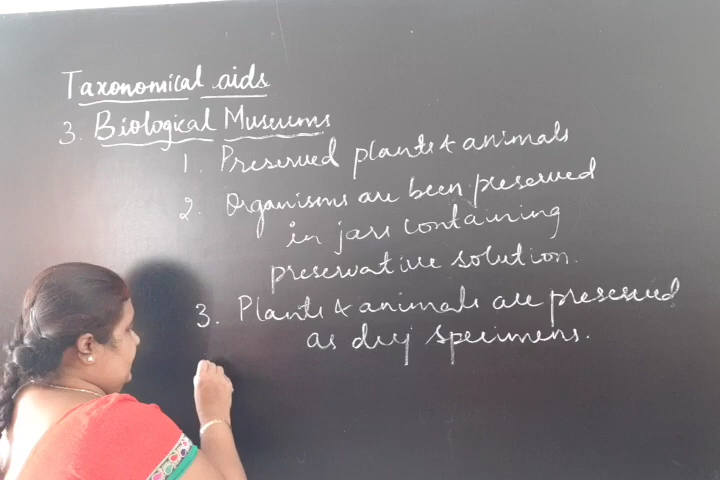 Taxonomical aids
3. Biological Museums
1. Preserved plants & animals
2. Organisms are been preserved
in jars containing
preservative solution.
3. Plants & animals are preserved
as dry specimens.